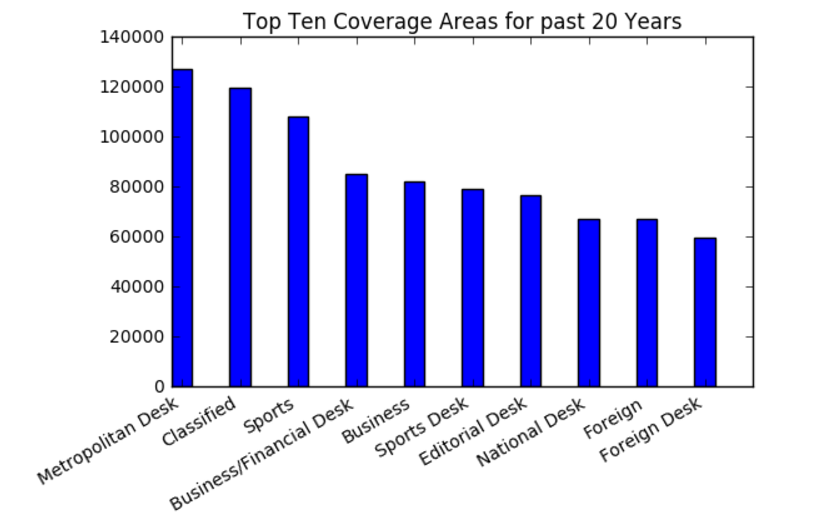 Top Ten Coverage Areas for past 20 Years
140000
120000
100000
80000
60000
40000
20000
0
Metropolitan Desk
Classified
Sports
Business/Financial Desk
Business
Sports Desk
Editorial Desk
National Desk
Foreign
Foreign Desk